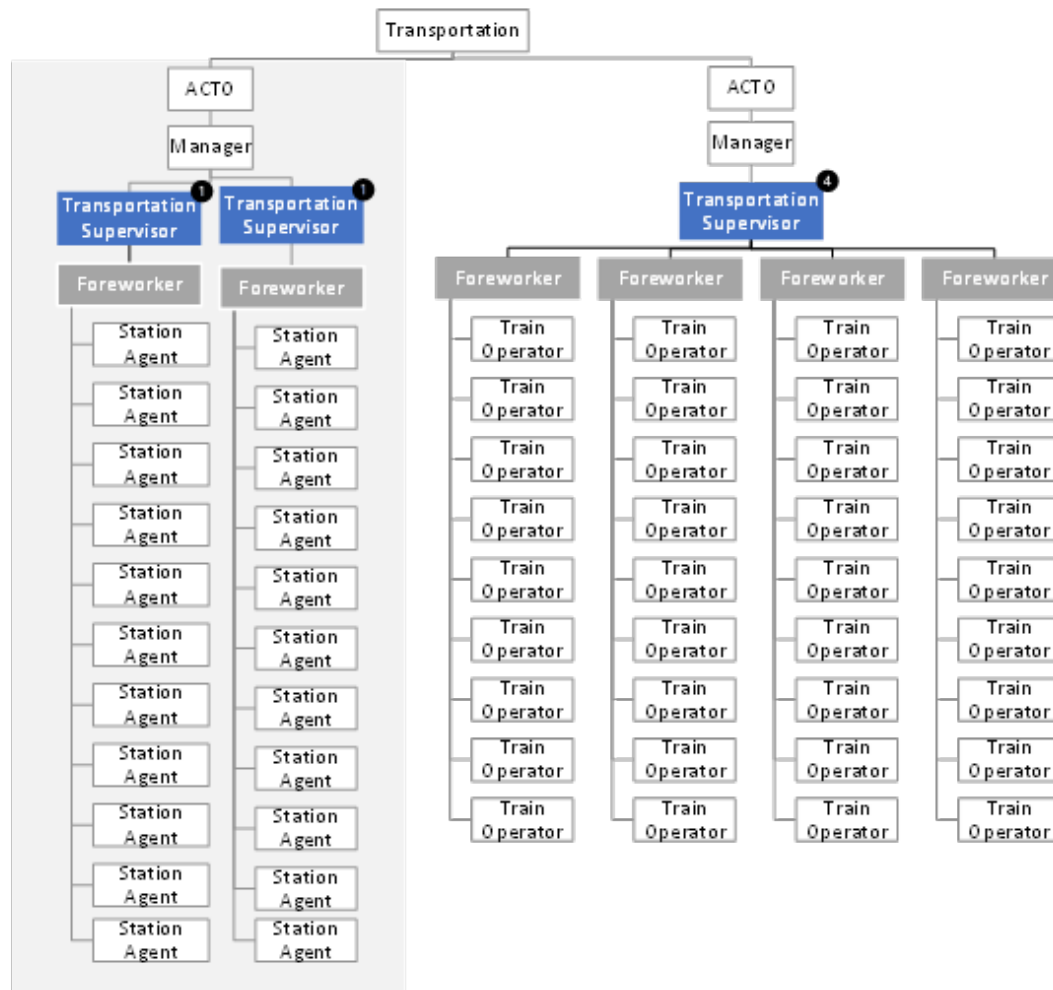 Transportation
ACTO
Manager
1
Transportation
Supervisor
Foreworker
Station
Agent
Station
Agent
Station
Agent
Station
Agent
Station
Agent
Station
Agent
Station
Agent
Station
Agent
Station
Agent
Station
Agent
Station
Agent
1
Transportation
Supervisor
Foreworker
Station
Agent
Station
Agent
Station
Agent
Station
Agent
Station
Agent
Station
Agent
Station
Agent
Station
Agent
Station
Agent
Station
Agent
Station
Agent
ACTO
Manager
4
Transportation
Supervisor
Foreworker
Train
Operator
Train
Operator
Train
Operator
Train
Operator
Train
Operator
Train
Operator
Train
Operator
Train
Operator
Train
Operator
Foreworker
Train
Operator
Train
Operator
Train
Operator
Train
Operator
Train
Operator
Train
Operator
Train
Operator
Train
Operator
Train
Operator
Foreworker
Train
Operator
Train
Operator
Train
Operator
Train
Operator
Train
Operator
Train
Operator
Train
Operator
Train
Operator
Train
Operator
Foreworker
Train
Operator
Train
Operator
Train
Operator
Train
Operator
Train
Operator
Train
Operator
Train
Operator
Train
Operator
Train
Operator